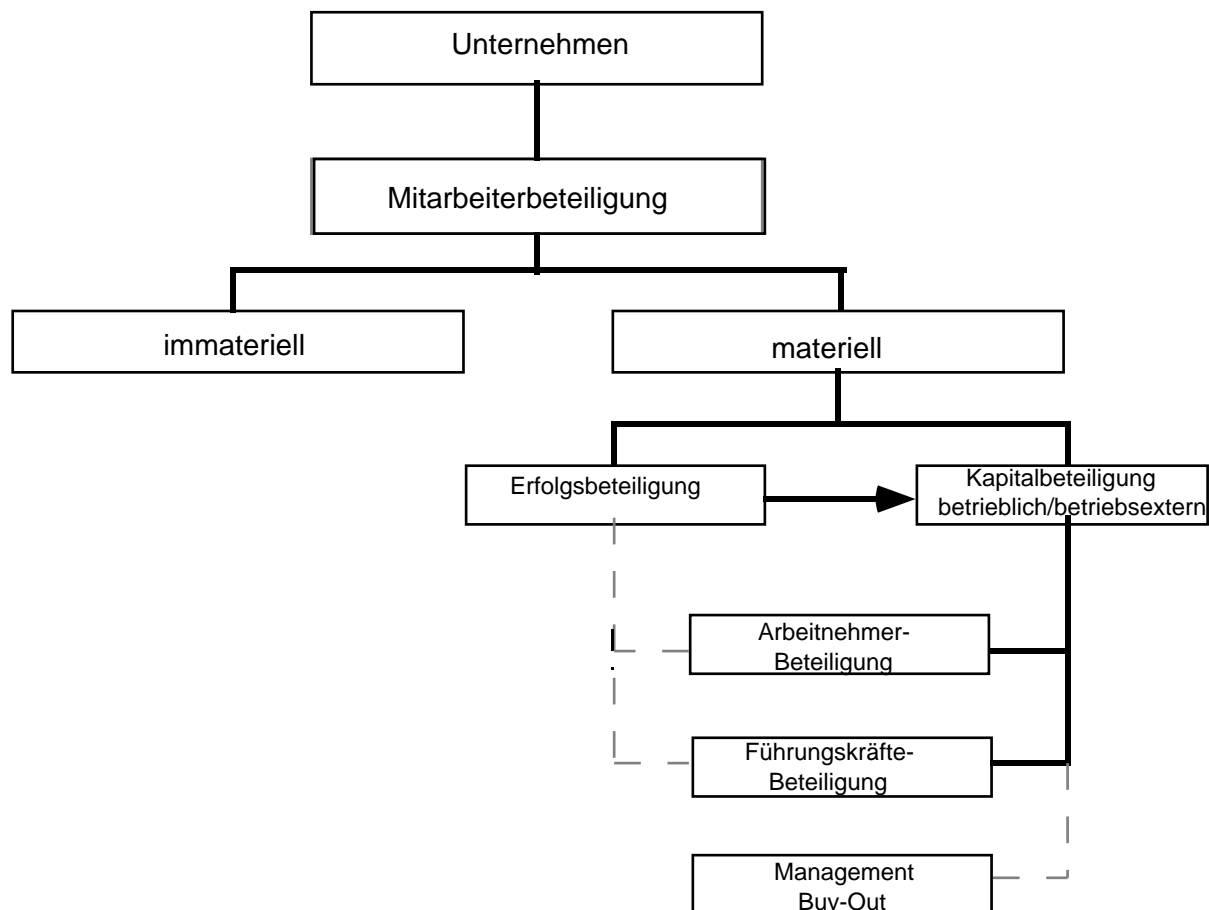 Unternehmen
Mitarbeiterbeteiligung
immateriell
materiell
Erfolgsbeteiligung
Kapitalbeteiligung
betrieblich/betriebsextern
Arbeitnehmer-
Beteiligung
Führungskräfte-
Beteiligung
Management
Buy-Out